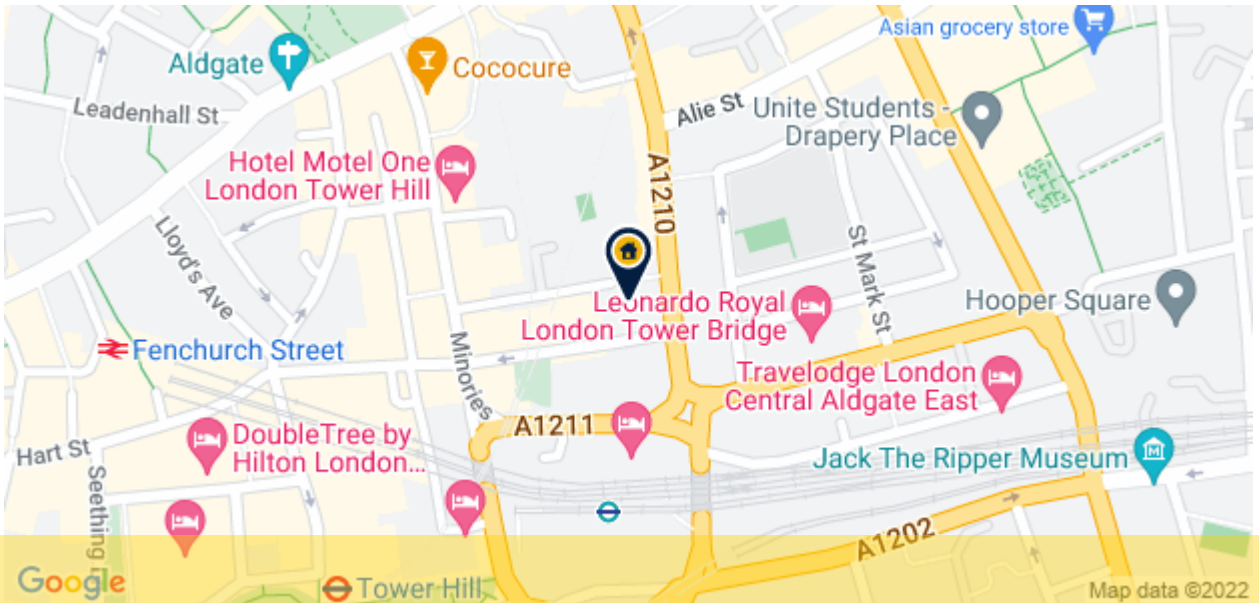 Asian grocery store
Aldgate
Cococure
Leadenhall St
Alie St
Unite Students -
Drapery Place
Hotel Motel One
London Tower Hill
A1210
Lloyd's Ave
St Mark St
Leonardo Royal
London Tower Bridge
Hooper Square
Fenchurch Street
Minories
Travelodge London
Central Aldgate East
A1211
DoubleTree by
Hilton London...
Hart St
Jack The Ripper Museum
Seething
A1202
Google
Tower Hill
Map data ©2022